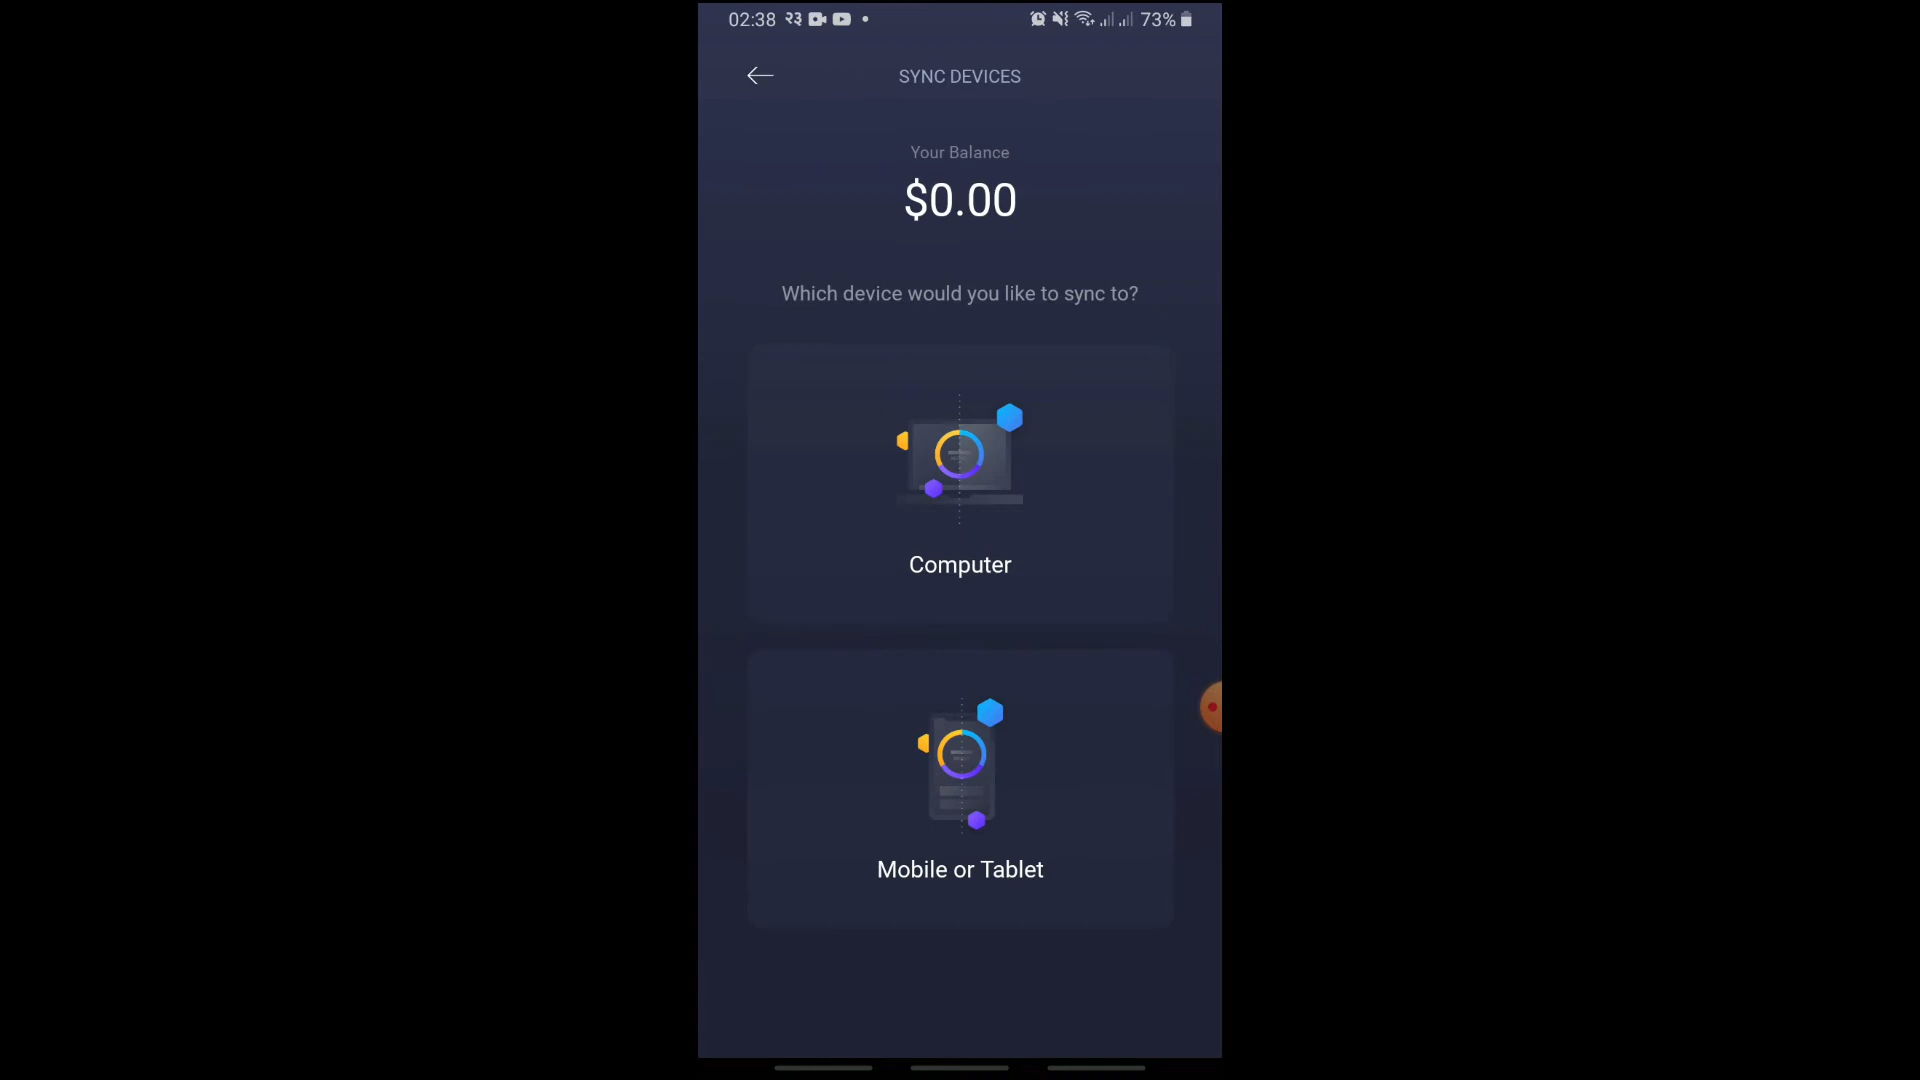 02:38 २३ 73%
SYNC DEVICES
Your Balance
$0.00
Which device would you like to sync to?
Computer
Mobile or Tablet